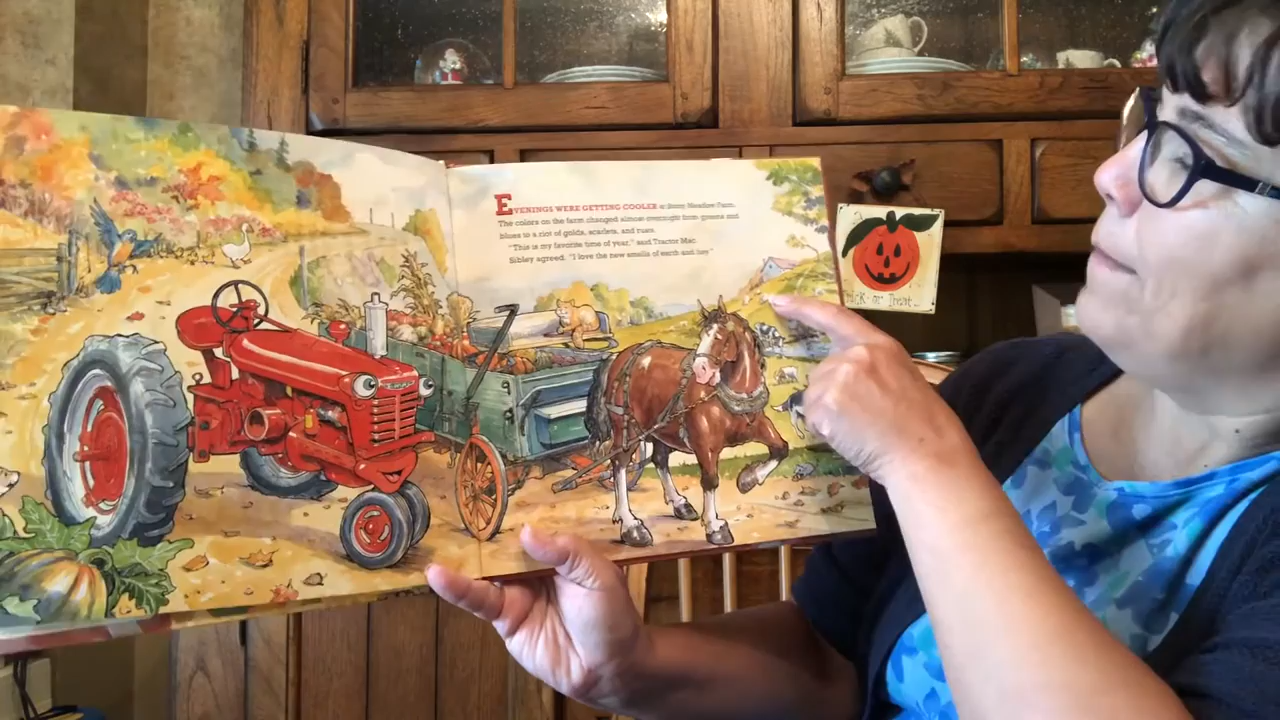 EVENINGS WERE GETTING COOLER at Stony Meadow Farm.
The colors on the farm changed almost overnight from greens and
blues to a riot of golds, scarlets, and rusts.
"This is my favorite time of year," said Tractor Mac.
Sibley agreed. "I love the new smells of earth and hay."
Trick or Treat...